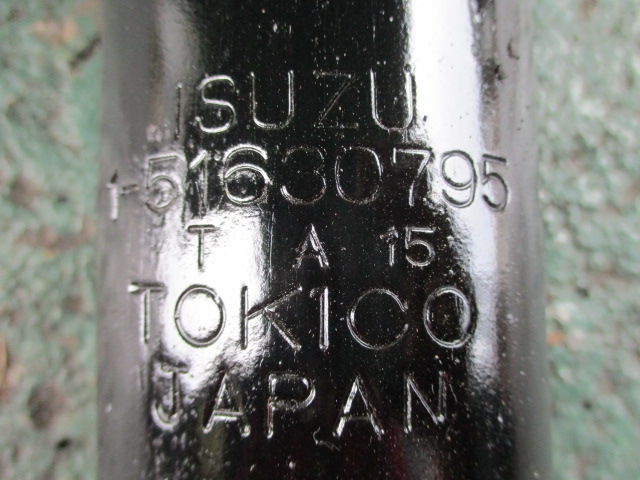 ISUZU
1-51630795
T A 15
TOKICO
JAPAN